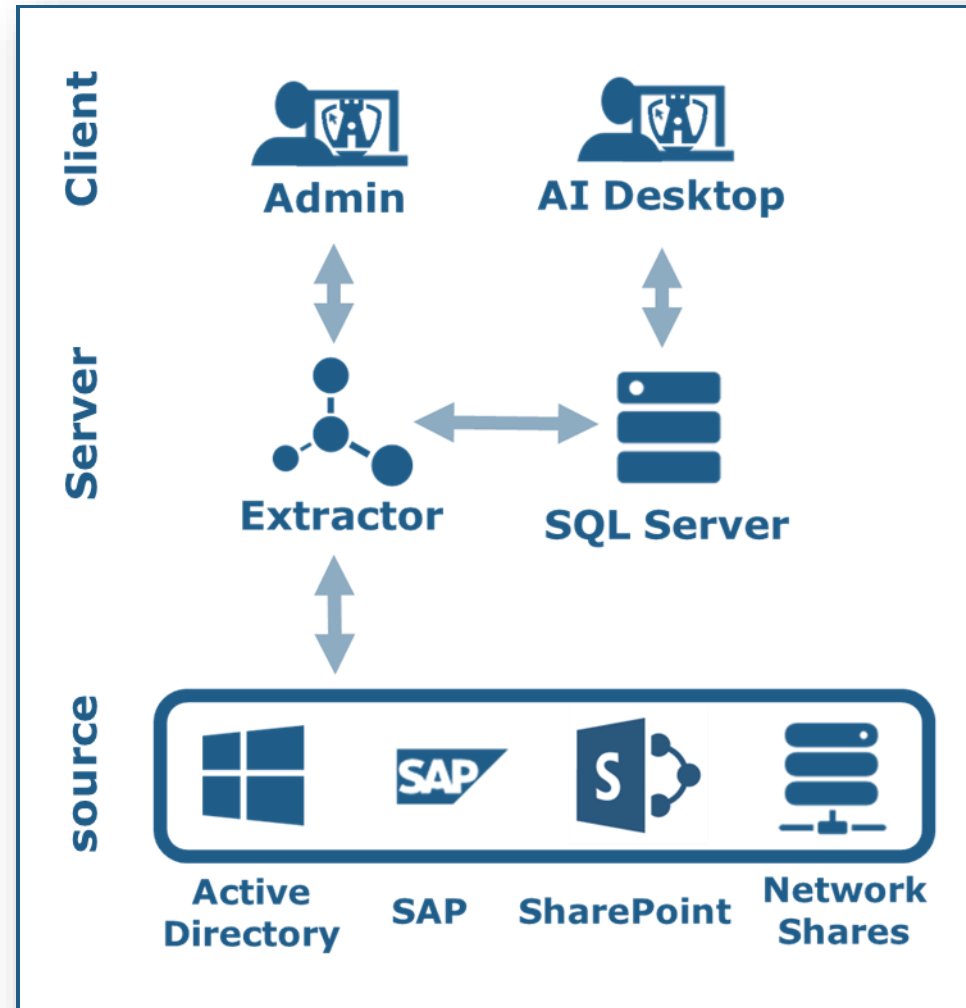 Client
Admin
AI Desktop
Server
Extractor
SQL Server
source
SAP
S
Active
Directory
SAP
SharePoint
Network
Shares